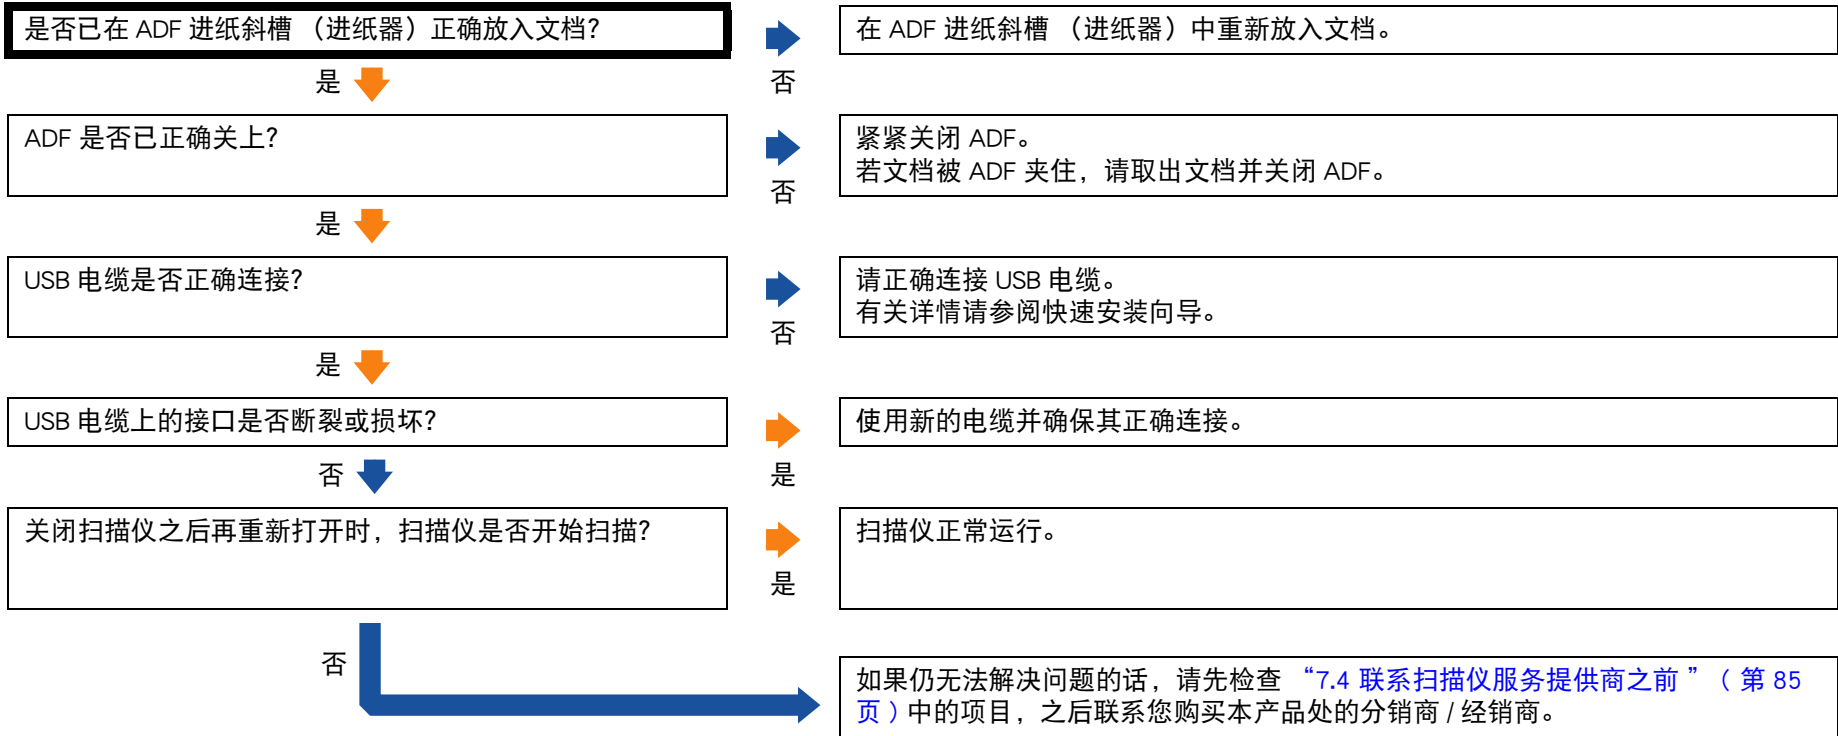 是否已在 ADF 进纸斜槽 （进纸器）正确放入文档？
在 ADF 进纸斜槽 （进纸器）中重新放入文档。
是
否
ADF 是否已正确关上？
紧紧关闭 ADF。
若文档被 ADF 夹住，请取出文档并关闭 ADF。
否
是
USB 电缆是否正确连接？
请正确连接 USB 电缆。
有关详情请参阅快速安装向导。
否
是
USB 电缆上的接口是否断裂或损坏？
使用新的电缆并确保其正确连接。
否
是
关闭扫描仪之后再重新打开时，扫描仪是否开始扫描？
扫描仪正常运行。
是
否
如果仍无法解决问题的话，请先检查 “7.4 联系扫描仪服务提供商之前 ”（ 第 85
页 ）中的项目，之后联系您购买本产品处的分销商 / 经销商。